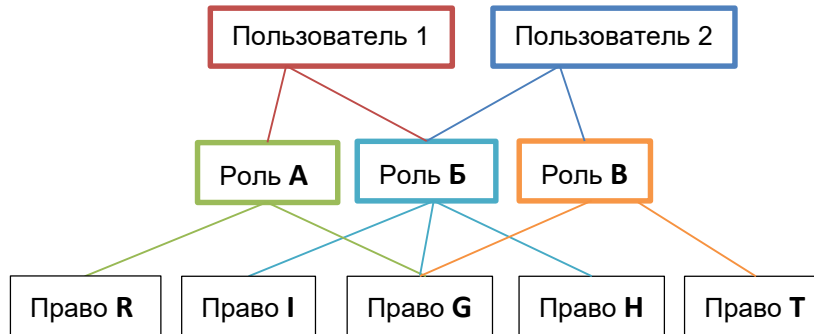 Пользователь 1
Пользователь 2
Роль А
Роль Б
Роль В
Право R
Право I
Право G
Право H
Право T